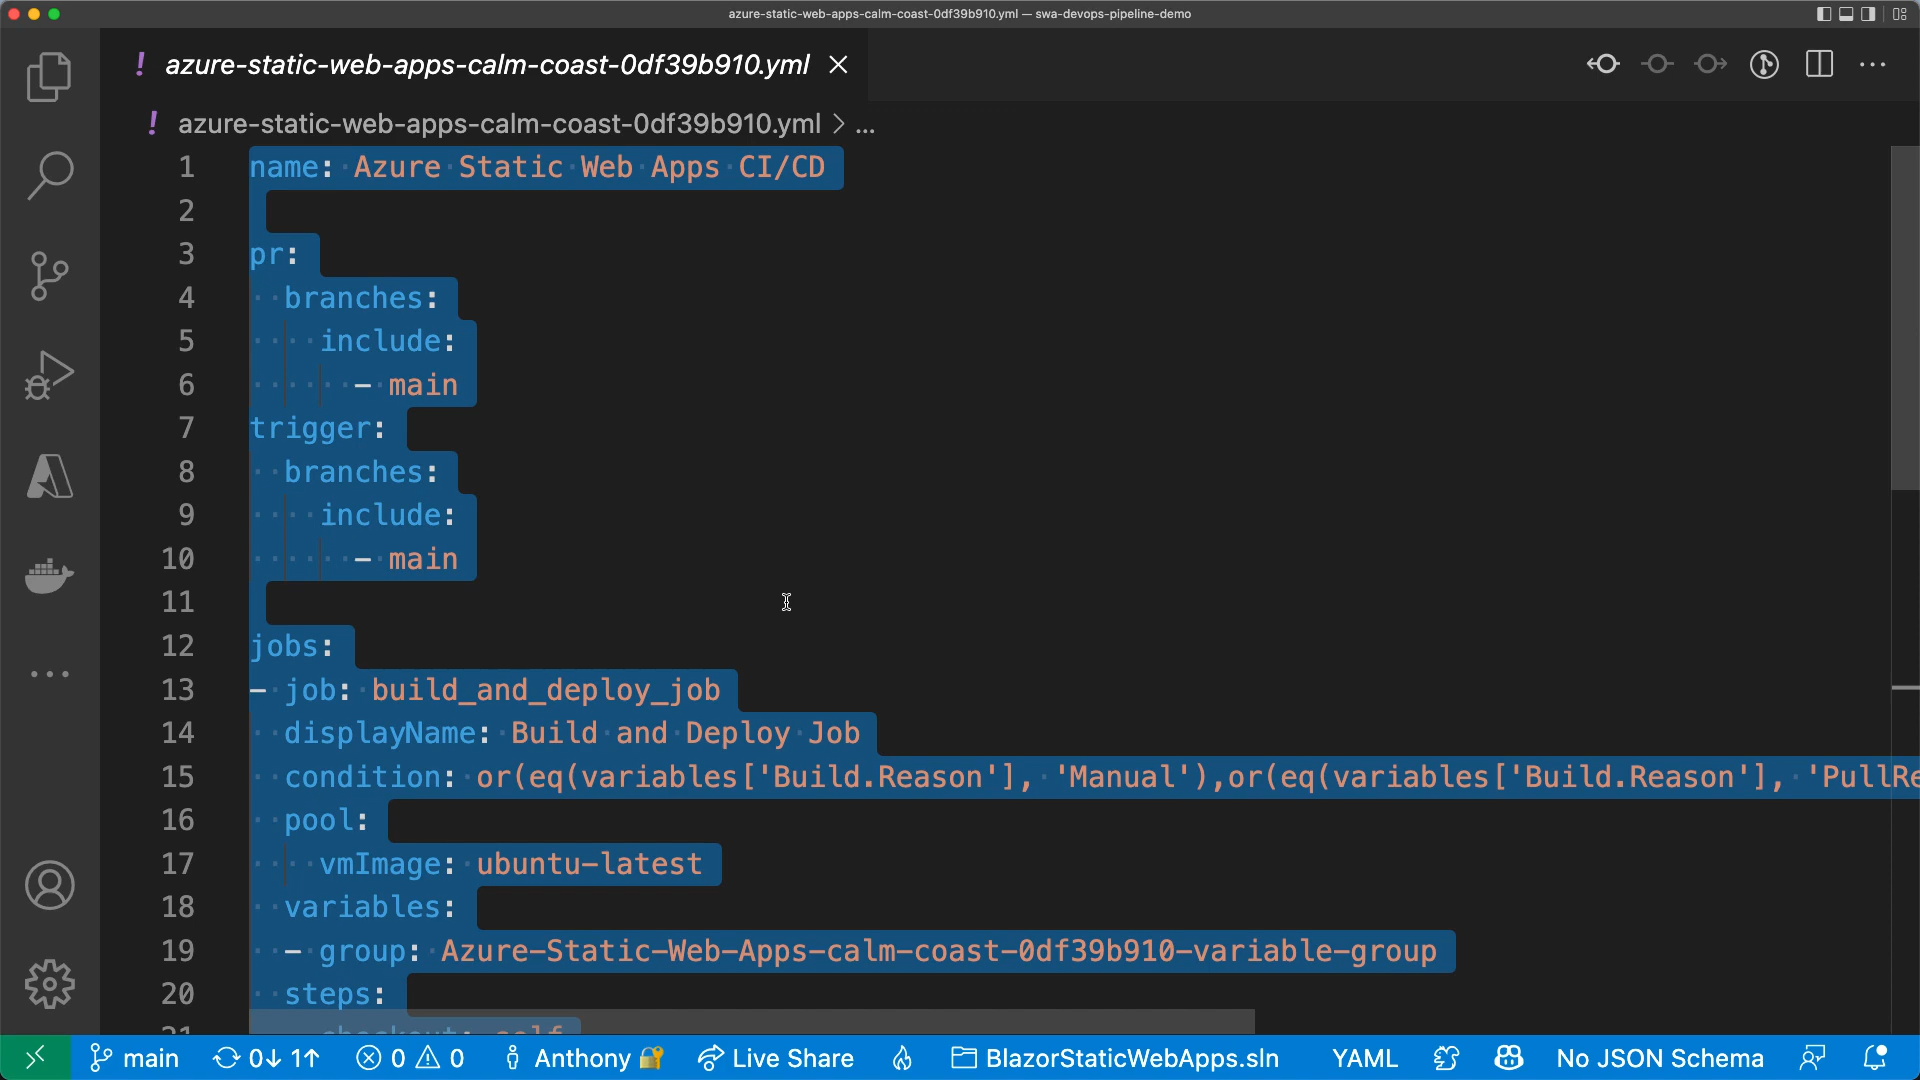 azure-static-web-apps-calm-coast-0df39b910.yml — swa-devops-pipeline-demo
! azure-static-web-apps-calm-coast-0df39b910.yml
! azure-static-web-apps-calm-coast-0df39b910.yml > ...
1 name: Azure Static Web Apps CI/CD
2
3 pr:
4 branches:
5 include:
6 - main
7 trigger:
8 branches:
9 include:
10 - main
11
12 jobs:
13 - job: build_and_deploy_job
14 displayName: Build and Deploy Job
15 condition: or(eq(variables['Build.Reason'], 'Manual'),or(eq(variables['Build.Reason'], 'PullRe
16 pool:
17 vmImage: ubuntu-latest
18 variables:
19 - group: Azure-Static-Web-Apps-calm-coast-0df39b910-variable-group
20 steps:
21 - checkout: self
main 0↓ 1↑ 0 0 Anthony 🔐 Live Share BlazorStaticWebApps.sln YAML No JSON Schema